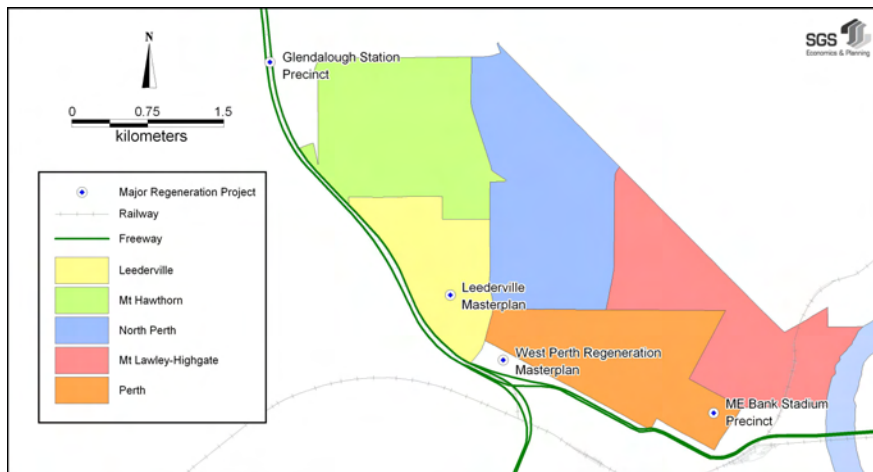 SGS
Economics & Planning
N
Glendalough Station
Precinct
0 0.75 1.5
kilometers
Major Regeneration Project
Railway
Freeway
Leederville
Mt Hawthorn
North Perth
Mt Lawley-Highgate
Perth
Leederville
Masterplan
West Perth Regeneration
Masterplan
ME Bank Stadium
Precinct